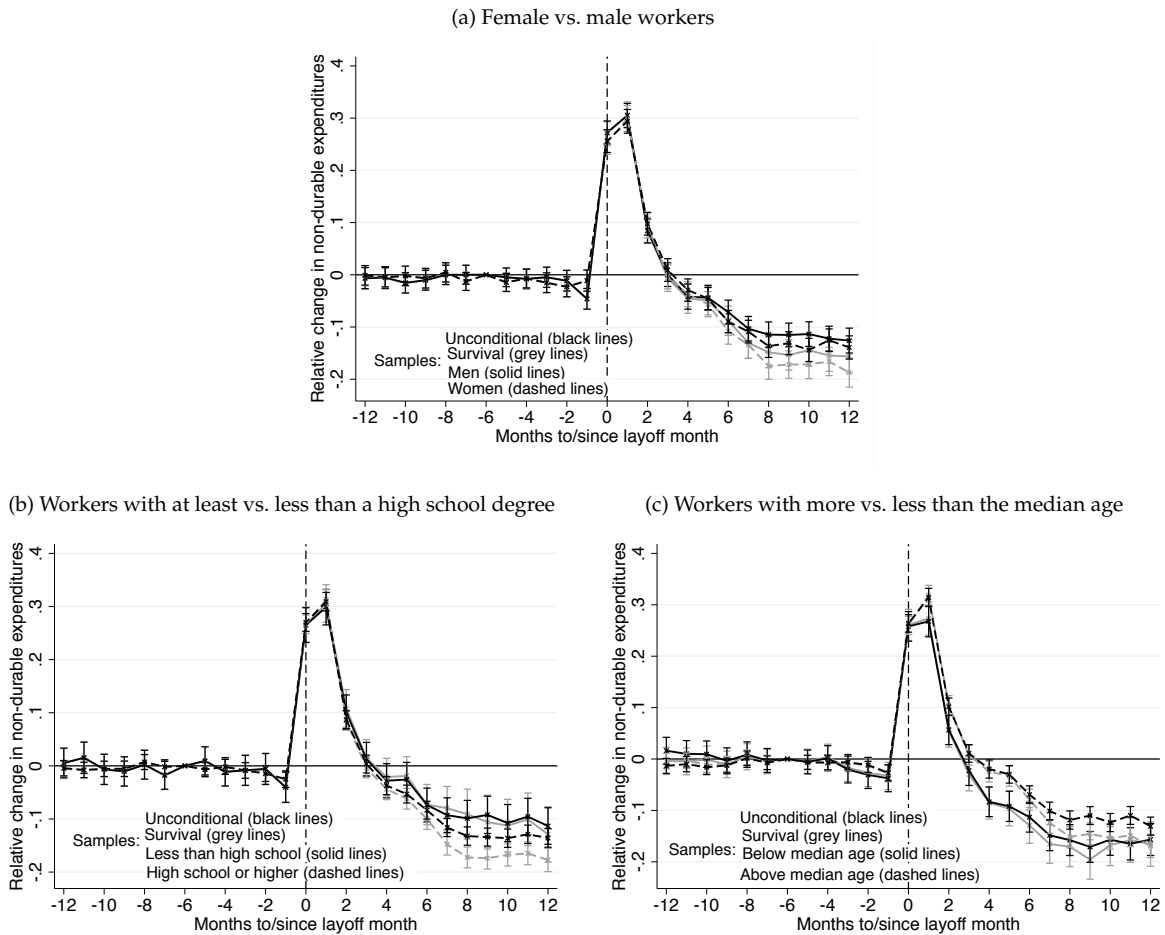 (a) Female vs. male workers
Relative change in non-durable expenditures
.4
.3
.2
.1
0
-.1
-.2
Unconditional (black lines)
Samples: Survival (grey lines)
Men (solid lines)
Women (dashed lines)
-12 -10 -8 -6 -4 -2 0 2 4 6 8 10 12
Months to/since layoff month
(b) Workers with at least vs. less than a high school degree
Relative change in non-durable expenditures
.4
.3
.2
.1
0
-.1
-.2
Unconditional (black lines)
Samples: Survival (grey lines)
Less than high school (solid lines)
High school or higher (dashed lines)
-12 -10 -8 -6 -4 -2 0 2 4 6 8 10 12
Months to/since layoff month
(c) Workers with more vs. less than the median age
Relative change in non-durable expenditures
.4
.3
.2
.1
0
-.1
-.2
Unconditional (black lines)
Survival (grey lines)
Samples: Below median age (solid lines)
Above median age (dashed lines)
-12 -10 -8 -6 -4 -2 0 2 4 6 8 10 12
Months to/since layoff month